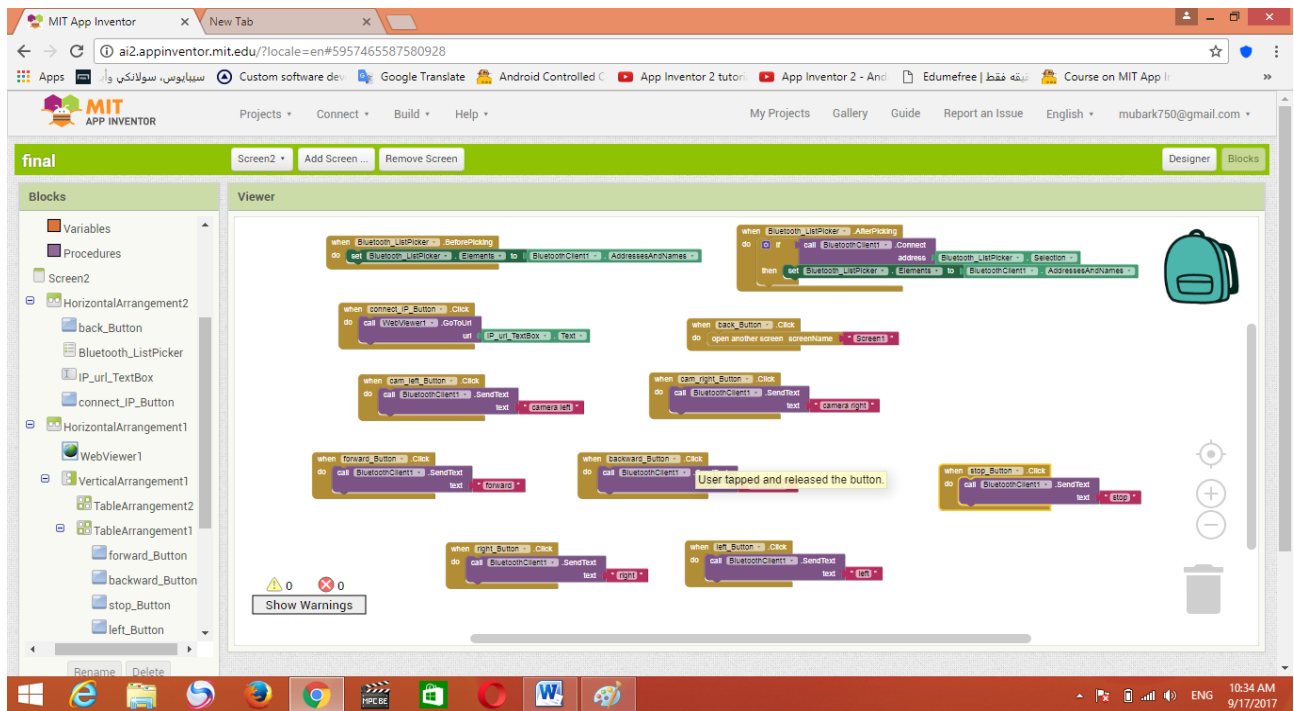 MIT App Inventor
New Tab
ai2.appinventor.mit.edu/?locale=en#5957465587580928
Apps
سيبايوس، سولانكي وأر
Custom software dev
Google Translate
Android Controlled C
App Inventor 2 tutori
App Inventor 2 - And
Edumefree | فقط
Course on MIT App In
MIT
APP INVENTOR
Projects
Connect
Build
Help
My Projects
Gallery
Guide
Report an Issue
English
mubark750@gmail.com
final
Screen2
Add Screen ...
Remove Screen
Designer
Blocks
Blocks
Viewer
Variables
Procedures
Screen2
HorizontalArrangement2
back_Button
Bluetooth_ListPicker
IP_url_TextBox
connect_IP_Button
HorizontalArrangement1
WebViewer1
VerticalArrangement1
TableArrangement2
TableArrangement1
forward_Button
backward_Button
stop_Button
left_Button
Rename
Delete
when Bluetooth_ListPicker .BeforePicking
do set Bluetooth_ListPicker . Elements to BluetoothClient1 . AddressesAndNames
when Bluetooth_ListPicker .AfterPicking
do if call BluetoothClient1 .Connect
address Bluetooth_ListPicker . Selection
then set Bluetooth_ListPicker . Elements to BluetoothClient1 . AddressesAndNames
when connect_IP_Button .Click
do call WebViewer1 .GoToUrl
url IP_url_TextBox . Text
when back_Button .Click
do open another screen screenName " Screen1 "
when cam_left_Button .Click
do call BluetoothClient1 .SendText
text " camera left "
when cam_right_Button .Click
do call BluetoothClient1 .SendText
text " camera right "
when forward_Button .Click
do call BluetoothClient1 .SendText
text " forward "
when backward_Button .Click
do call BluetoothClient1
User tapped and released the button.
when stop_Button .Click
do call BluetoothClient1 .SendText
text " stop "
when right_Button .Click
do call BluetoothClient1 .SendText
text " right "
when left_Button .Click
do call BluetoothClient1 .SendText
text " left "
0
0
Show Warnings
MPC BE
W
ENG
10:34 AM
9/17/2017